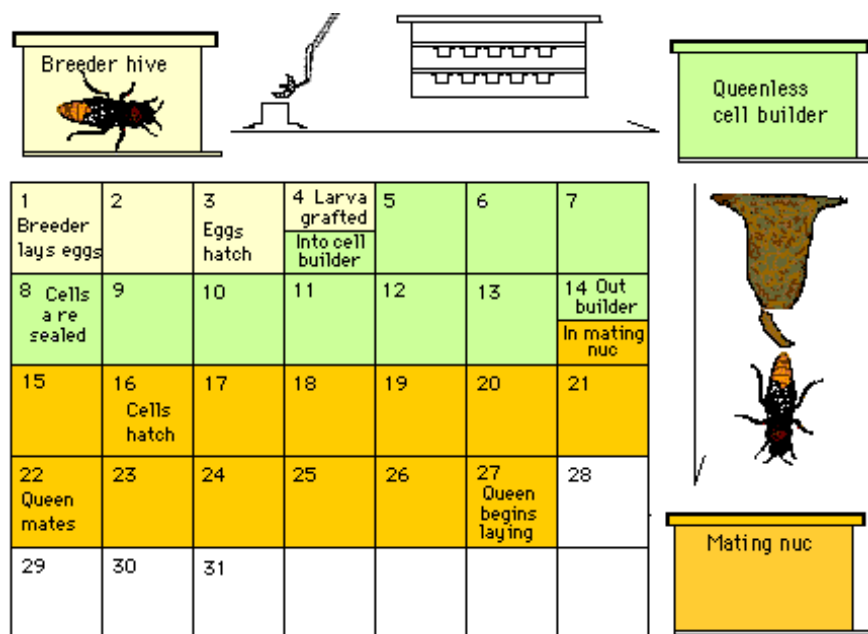 Breeder hive
Queenless
cell builder
1
Breeder
lays eggs
2
3
Eggs
hatch
4 Larva
grafted
Into cell
builder
5
6
7
8 Cells
a re
sealed
9
10
11
12
13
14 Out
builder
In mating
nuc
15
16
Cells
hatch
17
18
19
20
21
22
Queen
mates
23
24
25
26
27
Queen
begins
laying
28
29
30
31
Mating nuc